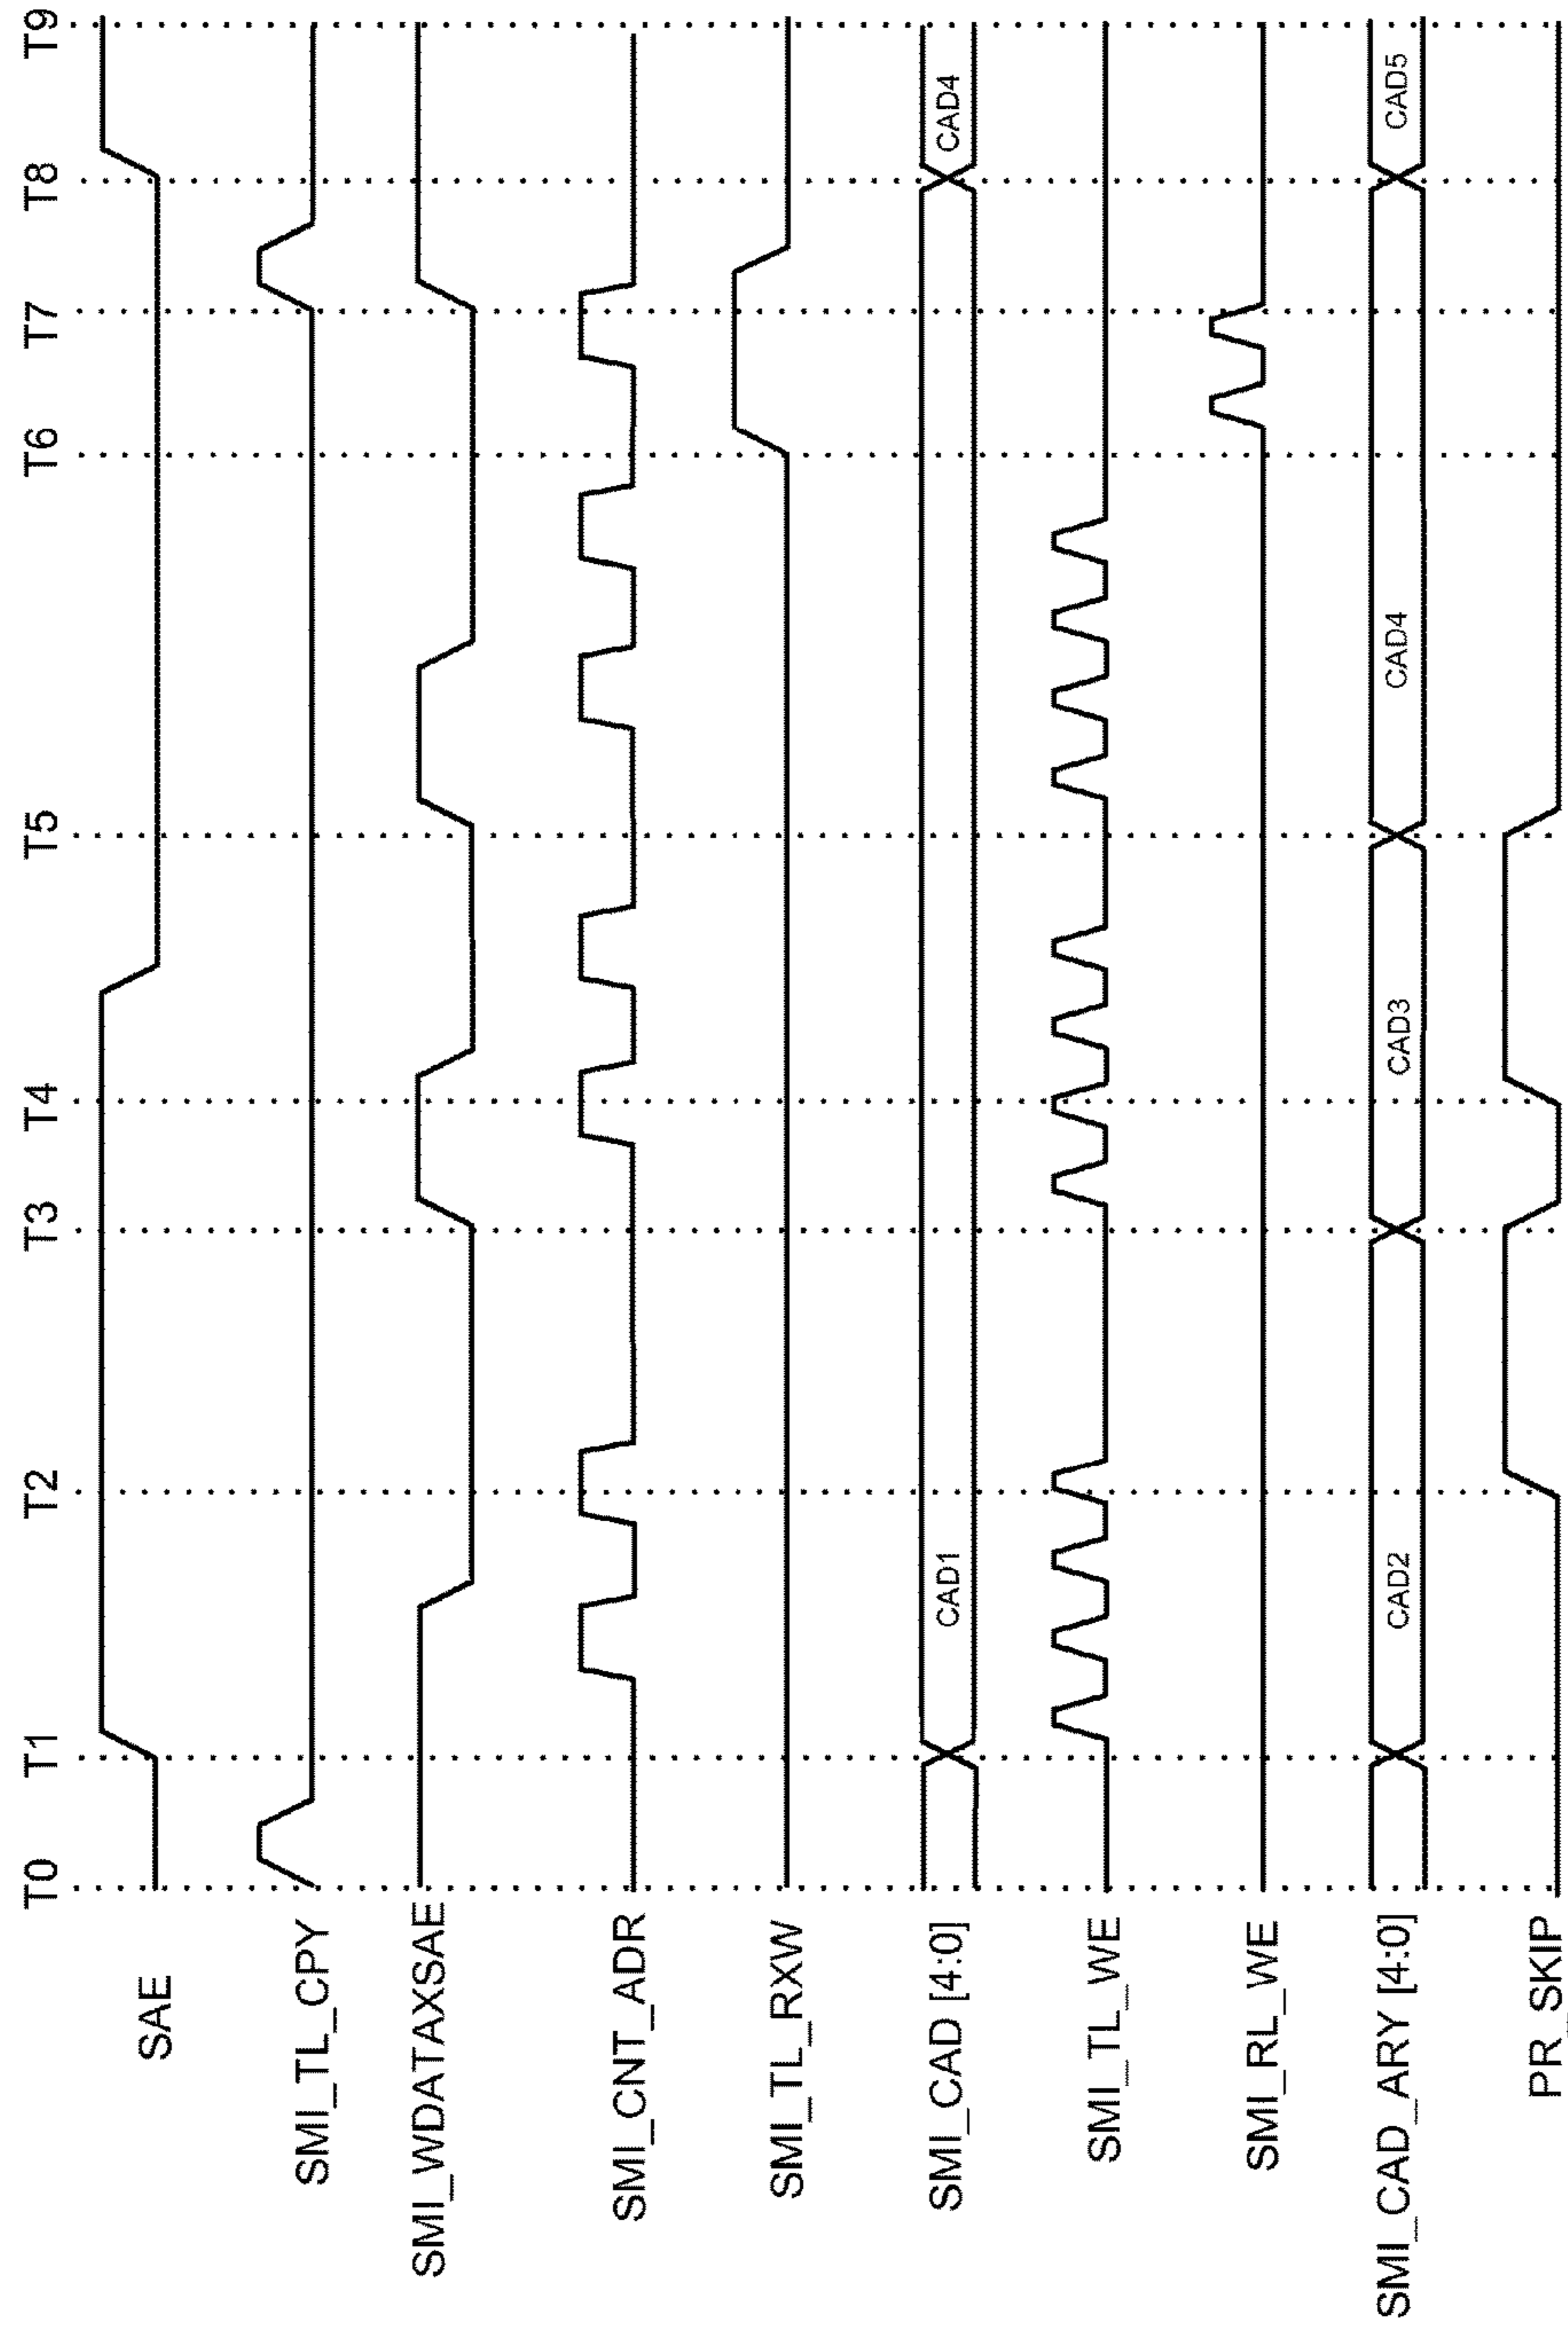 T0 T1 T2 T3 T4 T5 T6 T7 T8 T9
SAE
SMI_TL_CPY
SMI_WDATAXSAE
SMI_CNT_ADR
SMI_TL_RXW
SMI_CAD [4:0] CAD1 CAD4
SMI_TL_WE
SMI_RL_WE
SMI_CAD_ARY [4:0] CAD2 CAD3 CAD4 CAD5
PR_SKIP